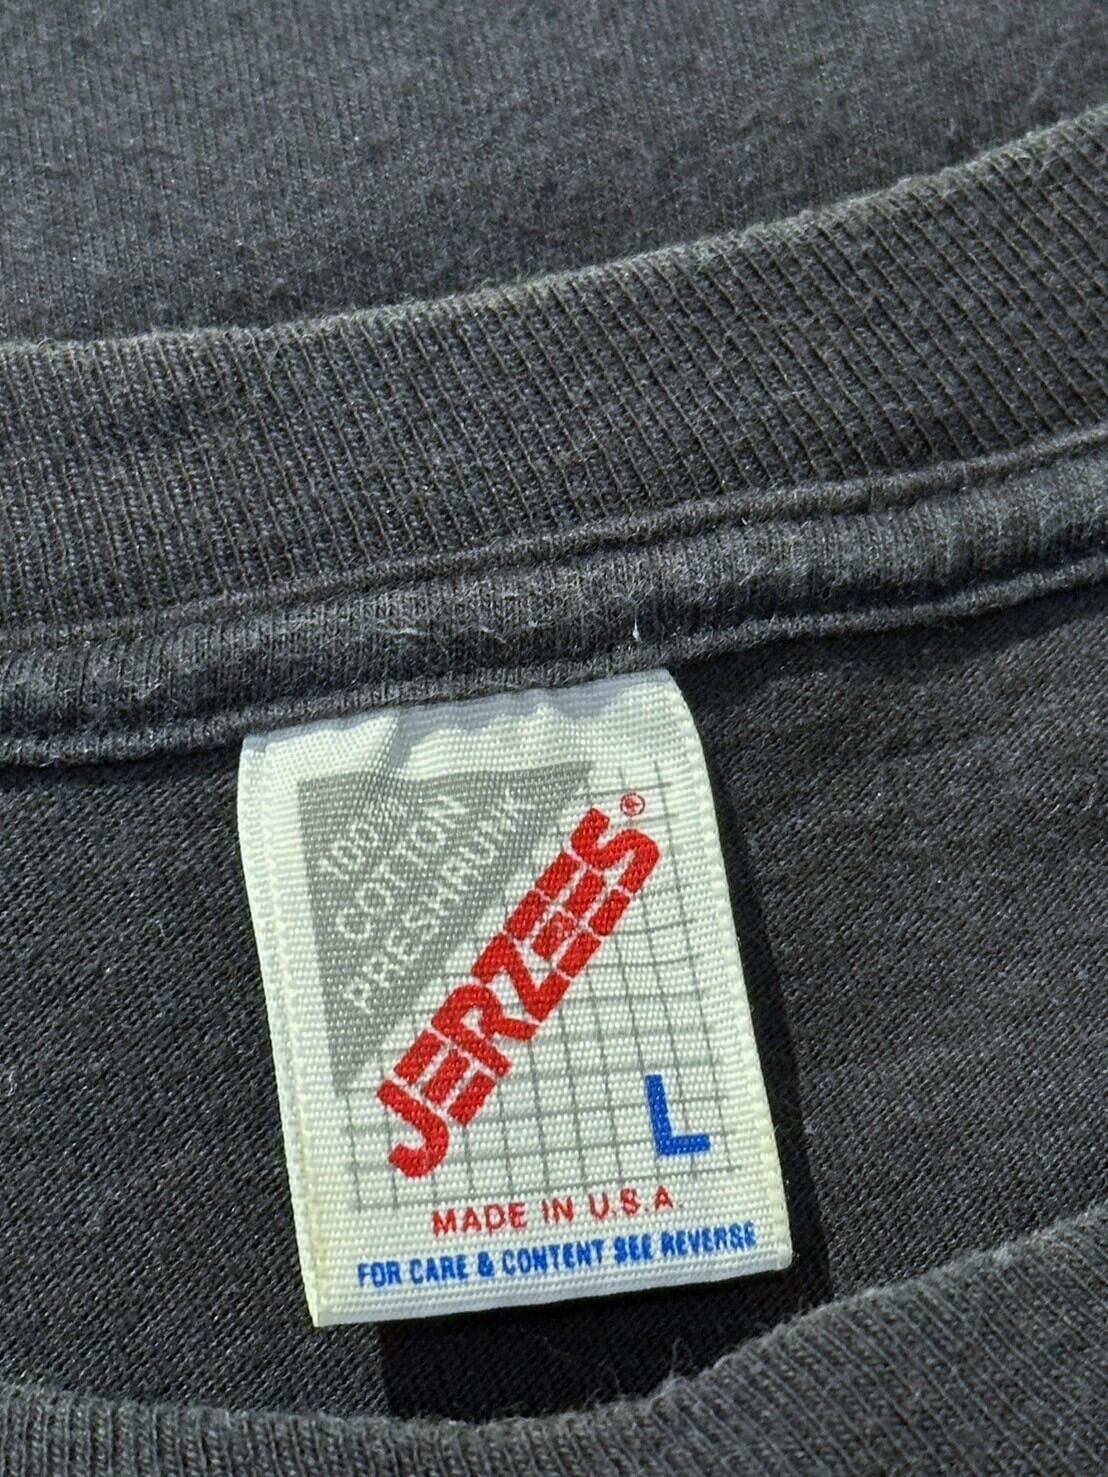 100%
COTTON
PRESHRUNK
JERZEES®
L
MADE IN U.S.A.
FOR CARE & CONTENT SEE REVERSE